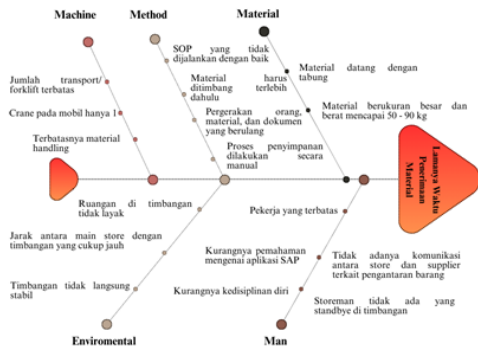 Machine
Method
Material
Jumlah transport/
forklift terbatas
Crane pada mobil hanya 1
Terbatasnya material
handling
SOP yang tidak
dijalankan dengan baik
Material harus
ditimbang terlebih
dahulu
Pergerakan orang,
material, dan dokumen
yang berulang
Proses penyimpanan
dilakukan secara
manual
Material datang dengan
tabung
Material berukuran besar dan
berat mencapai 50 - 90 kg
Lamanya Waktu
Penerimaan
Material
Ruangan di timbangan
tidak layak
Jarak antara main store dengan
timbangan yang cukup jauh
Timbangan tidak langsung
stabil
Pekerja yang terbatas
Kurangnya pemahaman
mengenai aplikasi SAP
Kurangnya kedisiplinan diri
Tidak adanya komunikasi
antara store dan supplier
terkait pengantaran barang
Storeman tidak ada yang
standbye di timbangan
Enviromental
Man